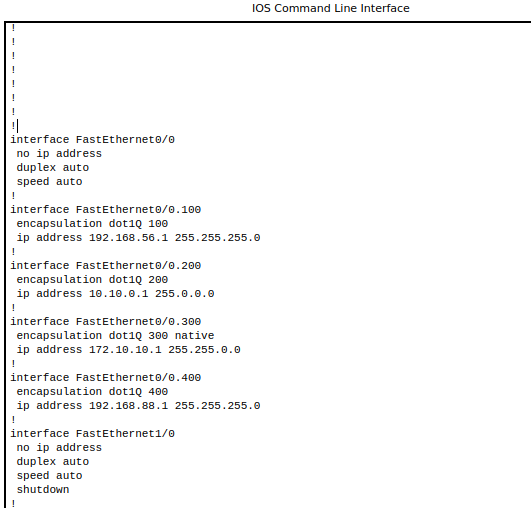 IOS Command Line Interface
!
!
!
!
!
!
!
!
interface FastEthernet0/0
 no ip address
 duplex auto
 speed auto
!
interface FastEthernet0/0.100
 encapsulation dot1Q 100
 ip address 192.168.56.1 255.255.255.0
!
interface FastEthernet0/0.200
 encapsulation dot1Q 200
 ip address 10.10.0.1 255.0.0.0
!
interface FastEthernet0/0.300
 encapsulation dot1Q 300 native
 ip address 172.10.10.1 255.255.0.0
!
interface FastEthernet0/0.400
 encapsulation dot1Q 400
 ip address 192.168.88.1 255.255.255.0
!
interface FastEthernet1/0
 no ip address
 duplex auto
 speed auto
 shutdown
!